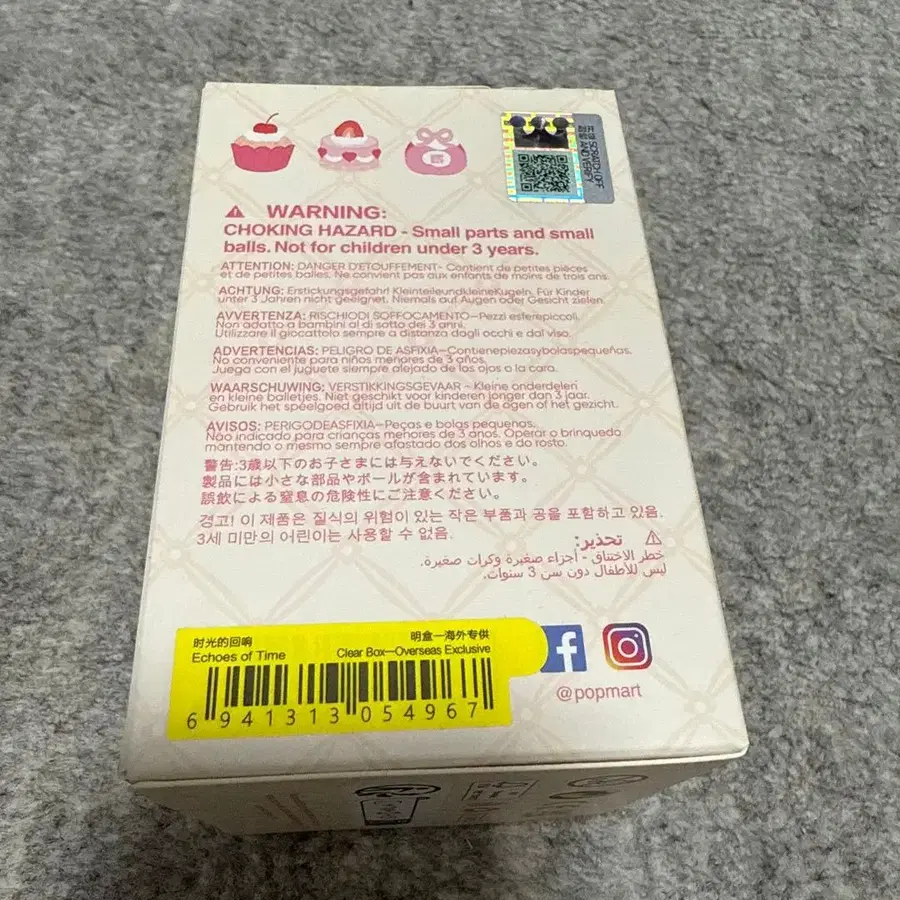 SCRATCH OFF
AND VERIFY
WARNING:
CHOKING HAZARD - Small parts and small
balls. Not for children under 3 years.
ATTENTION: DANGER D'ETOUFFEMENT- Contient de petites pièces
et de petites balles. Ne convient pas aux enfants de moins de trois ans.
ACHTUNG: Erstickungsgefahr! KleinteileundkleineKugeln, Für Kinder
unter 3 Jahren nicht geeignet. Niemals auf Augen oder Gesicht zielen.
AVVERTENZA: RISCHIODI SOFFOCAMENTO—Pezzi esferepiccoli.
Non adatto a bambini al di sotto dei 3 anni.
Utilizzare il giocattolo sempre a distanza dagli occhi e dal viso.
ADVERTENCIAS: PELIGRO DE ASFIXIA—Contienepiezasybolaspequeñas.
No conveniente para niños menores de 3 años.
Juega con el juguete siempre alejado de los ojos o la cara.
WAARSCHUWING: VERSTIKKINGSGEVAAR - Kleine onderdelen
en kleine balletjes. Niet geschikt voor kinderen jonger dan 3 jaar.
Gebruik het speelgoed altijd uit de buurt van de ogen of het gezicht.
AVISOS: PERIGODEASFIXIA—Peças e bolas pequenas.
Não indicado para crianças menores de 3 anos. Operar o brinquedo
mantendo o mesmo sempre afastado dos olhos e do rosto.
警告:3歳以下のお子さまには与えないでください。
製品には小さな部品やボールが含まれています。
誤飲による窒息の危険性にご注意ください。
경고! 이 제품은 질식의 위험이 있는 작은 부품과 공을 포함하고 있음.
3세 미만의 어린이는 사용할 수 없음.
تحذير:
خطر الاختناق - أجزاء صغيرة وكرات صغيرة.
ليس للأطفال دون سن 3 سنوات.
时光的回响 明盒—海外专供
Echoes of Time Clear Box—Overseas Exclusive
6 941313 054967
@popmart